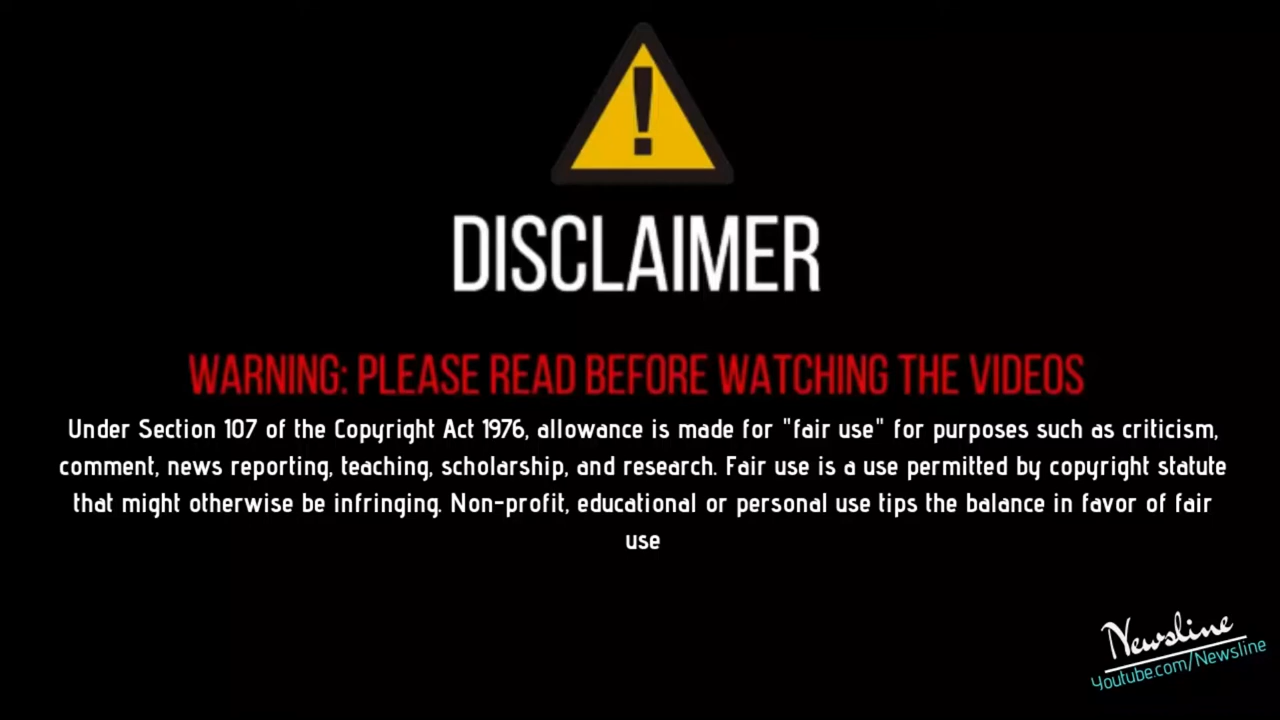 DISCLAIMER
WARNING: PLEASE READ BEFORE WATCHING THE VIDEOS
Under Section 107 of the Copyright Act 1976, allowance is made for "fair use" for purposes such as criticism,
comment, news reporting, teaching, scholarship, and research. Fair use is a use permitted by copyright statute
that might otherwise be infringing. Non-profit, educational or personal use tips the balance in favor of fair
use
Newsline
Youtube.com/Newsline